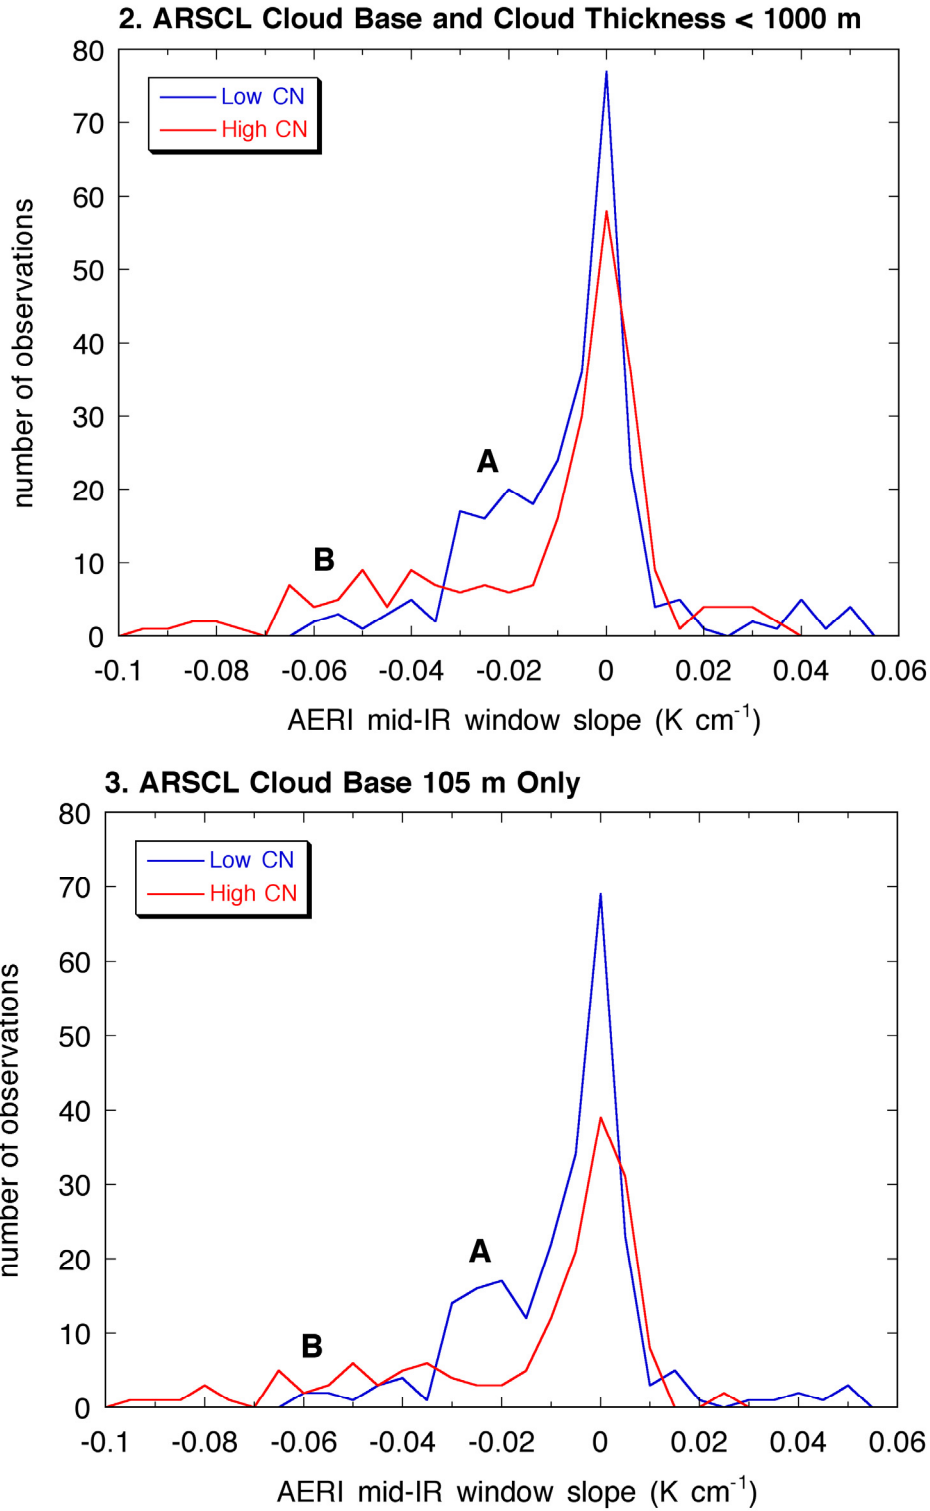 2. ARSCL Cloud Base and Cloud Thickness < 1000 m
80
70
60
50
40
30
20
10
0
number of observations
Low CN
High CN
A
B
-0.1 -0.08 -0.06 -0.04 -0.02 0 0.02 0.04 0.06
AERI mid-IR window slope (K cm⁻¹)
3. ARSCL Cloud Base 105 m Only
80
70
60
50
40
30
20
10
0
number of observations
Low CN
High CN
A
B
-0.1 -0.08 -0.06 -0.04 -0.02 0 0.02 0.04 0.06
AERI mid-IR window slope (K cm⁻¹)